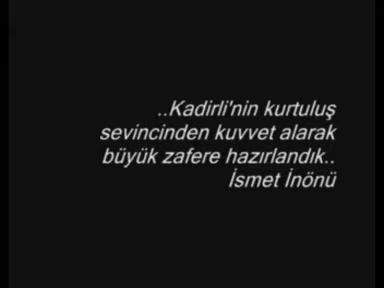 ..Kadirli'nin kurtuluş
sevincinden kuvvet alarak
büyük zafere hazırlandık..
İsmet İnönü